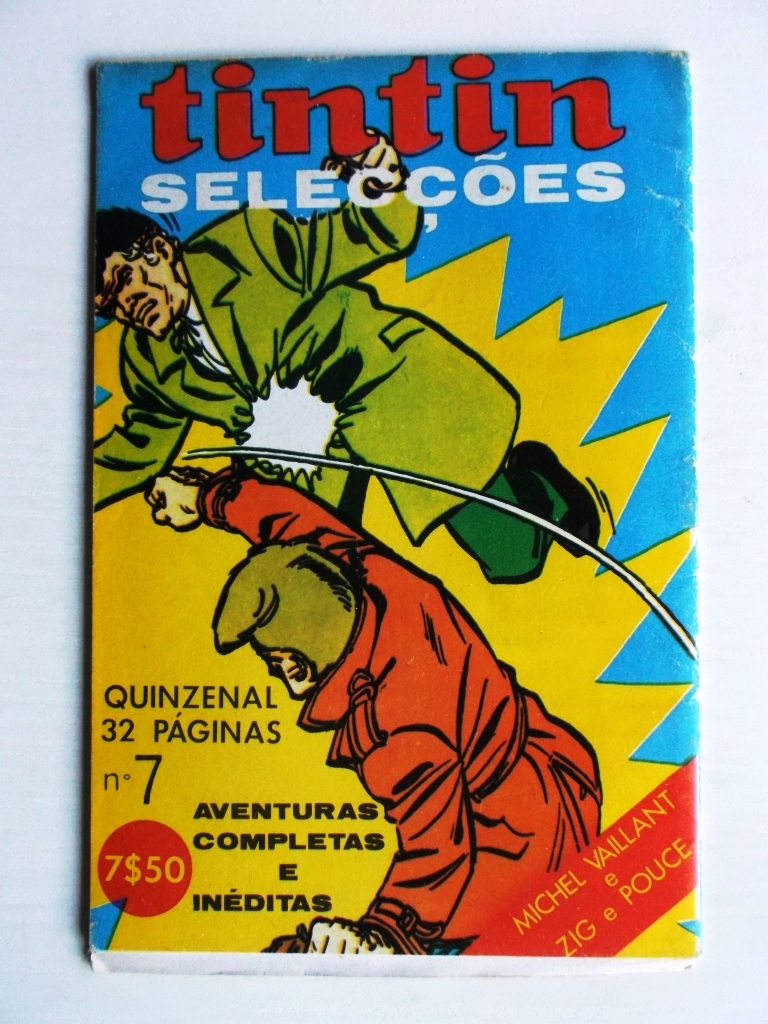 tintin
SELECÇÕES
QUINZENAL
32 PÁGINAS
nº 7
AVENTURAS
COMPLETAS
E
INÉDITAS
7$50
MICHEL VAILLANT
e
ZIG e POUCE